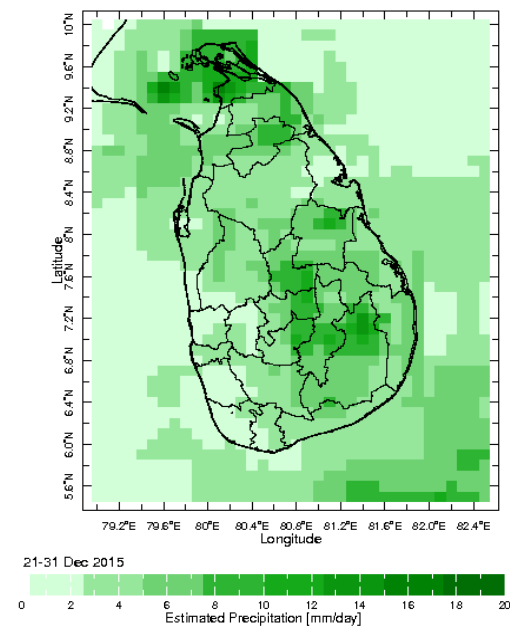 10°N
9.6°N
9.2°N
8.8°N
8.4°N
8°N
7.6°N
7.2°N
6.8°N
6.4°N
6.0°N
5.6°N
Latitude
79.2°E 79.6°E 80°E 80.4°E 80.8°E 81.2°E 81.6°E 82.0°E 82.4°E
Longitude
21-31 Dec 2015
0 2 4 6 8 10 12 14 16 18 20
Estimated Precipitation [mm/day]